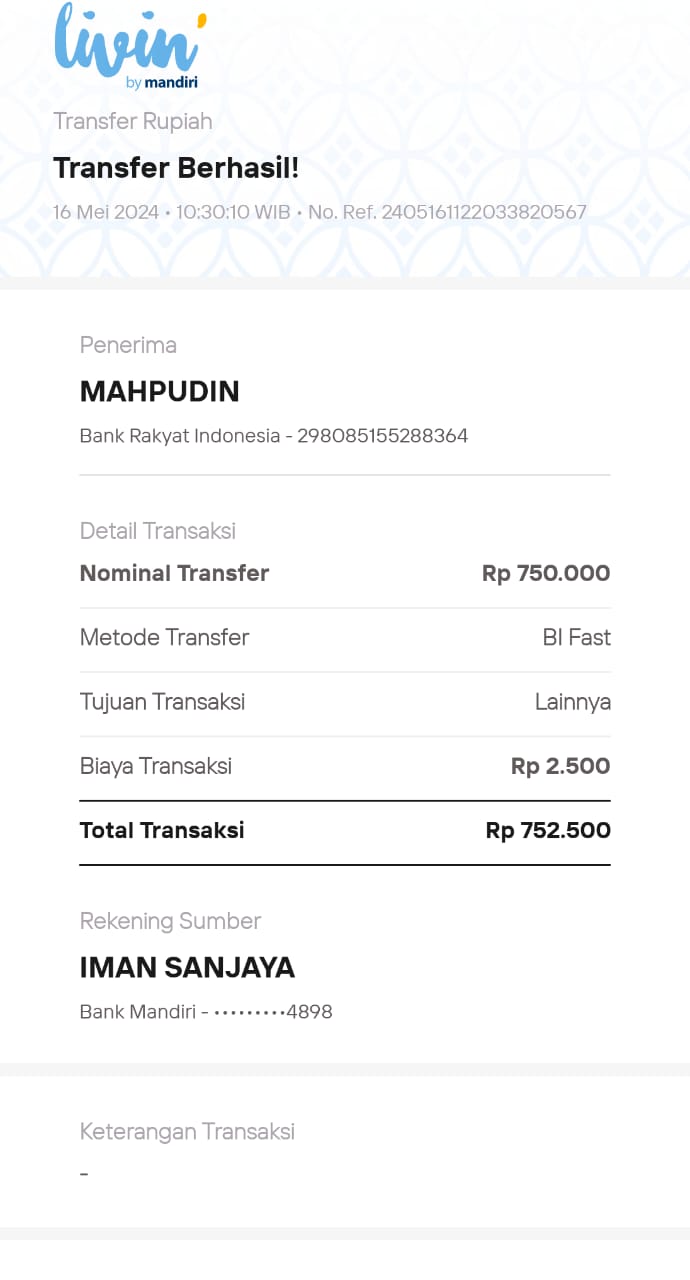 livin'
by mandiri
Transfer Rupiah
Transfer Berhasil!
16 Mei 2024 • 10:30:10 WIB • No. Ref. 2405161122033820567
Penerima
MAHPUDIN
Bank Rakyat Indonesia - 298085155288364
Detail Transaksi
Nominal Transfer Rp 750.000
Metode Transfer BI Fast
Tujuan Transaksi Lainnya
Biaya Transaksi Rp 2.500
Total Transaksi Rp 752.500
Rekening Sumber
IMAN SANJAYA
Bank Mandiri - •••••••••4898
Keterangan Transaksi
-